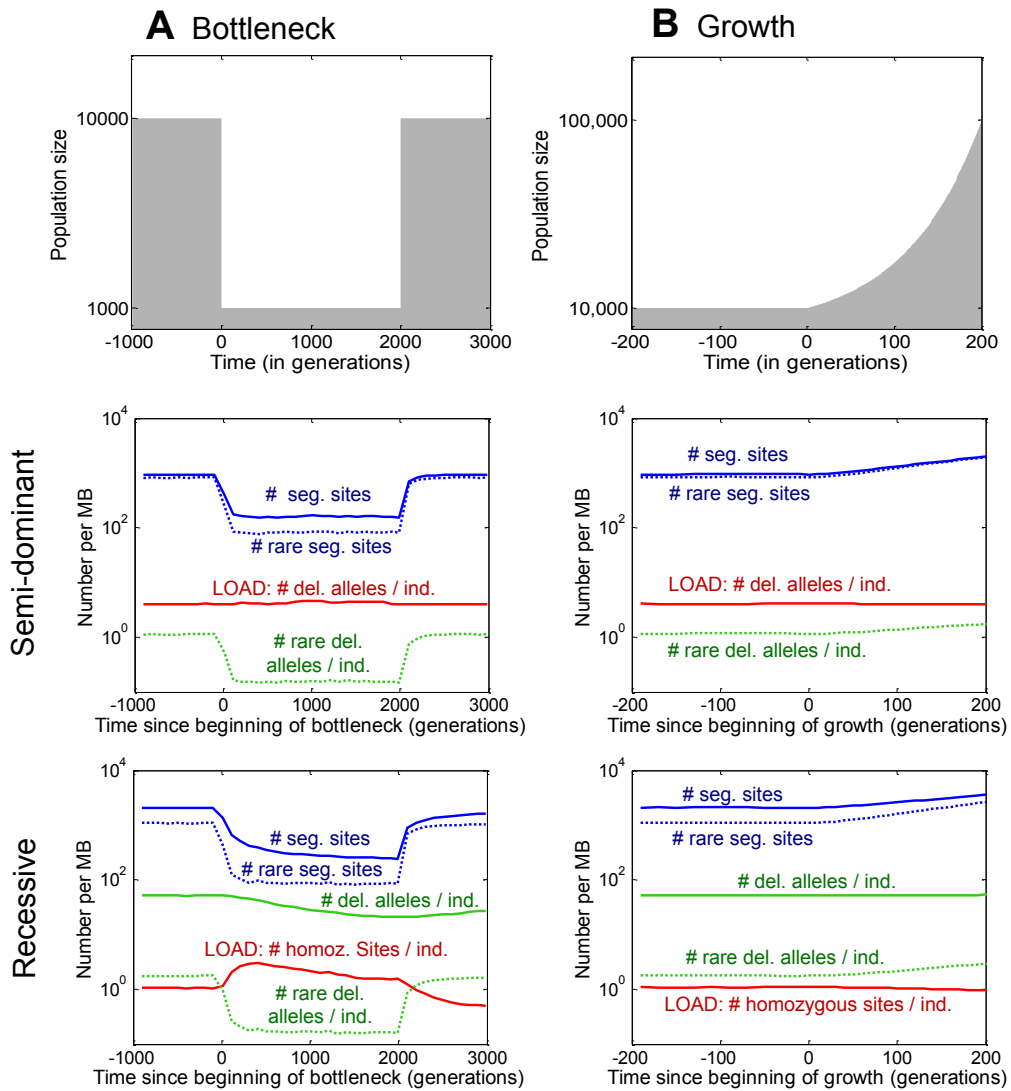 A Bottleneck
B Growth
Population size
10000
1000
-1000 0 1000 2000 3000
Time (in generations)
Population size
100,000
10,000
-200 -100 0 100 200
Time (in generations)
Semi-dominant
Number per MB
10^4
10^2
10^0
# seg. sites
# rare seg. sites
LOAD: # del. alleles / ind.
# rare del.
alleles / ind.
-1000 0 1000 2000 3000
Time since beginning of bottleneck (generations)
Number per MB
10^4
10^2
10^0
# seg. sites
# rare seg. sites
LOAD: # del. alleles / ind.
# rare del. alleles / ind.
-200 -100 0 100 200
Time since beginning of growth (generations)
Recessive
Number per MB
10^4
10^2
10^0
# seg. sites
# rare seg. sites
# del. alleles / ind.
LOAD: # homoz. Sites / ind.
# rare del.
alleles / ind.
-1000 0 1000 2000 3000
Time since beginning of bottleneck (generations)
Number per MB
10^4
10^2
10^0
# seg. sites
# rare seg. sites
# del. alleles / ind.
# rare del. alleles / ind.
LOAD: # homozygous sites / ind.
-200 -100 0 100 200
Time since beginning of growth (generations)